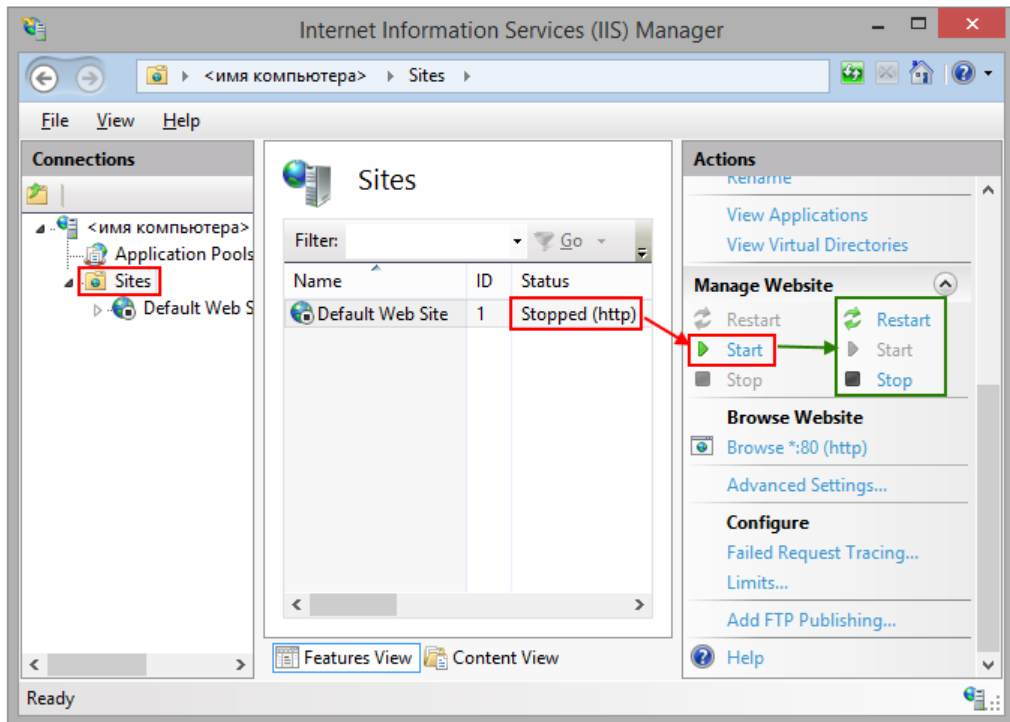 Internet Information Services (IIS) Manager
<имя компьютера> Sites
File View Help
Connections
<имя компьютера>
Application Pools
Sites
Default Web S
Sites
Filter: Go
Name ID Status
Default Web Site 1 Stopped (http)
Features View Content View
Actions
Rename
View Applications
View Virtual Directories
Manage Website
Restart Restart
Start Start
Stop Stop
Browse Website
Browse *:80 (http)
Advanced Settings...
Configure
Failed Request Tracing...
Limits...
Add FTP Publishing...
Help
Ready